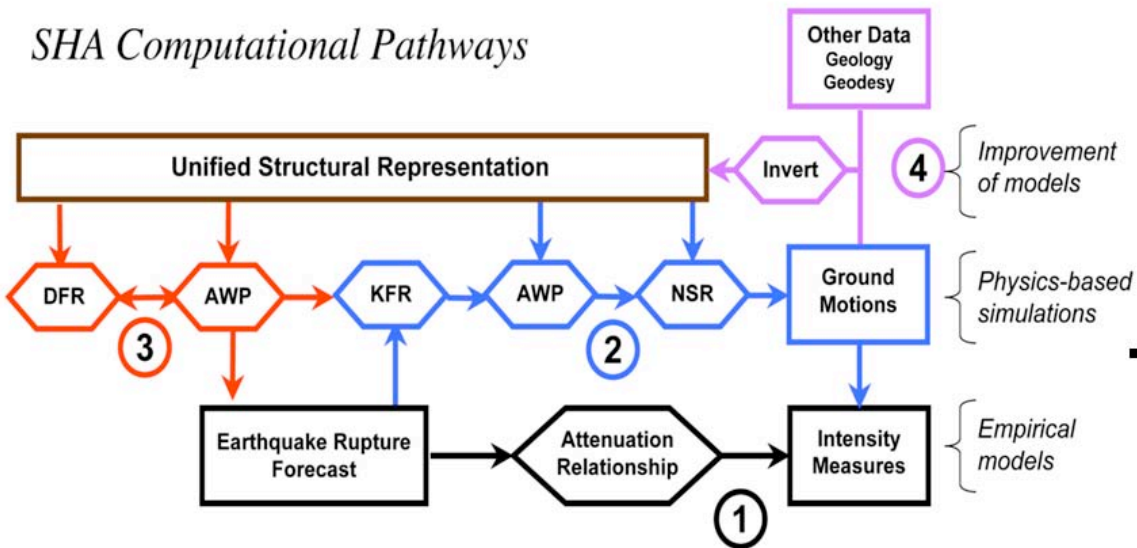 SHA Computational Pathways
Other Data
Geology
Geodesy
Unified Structural Representation
Invert
4
Improvement
of models
DFR
AWP
KFR
AWP
NSR
Ground
Motions
Physics-based
simulations
3
2
Earthquake Rupture
Forecast
Attenuation
Relationship
Intensity
Measures
Empirical
models
1